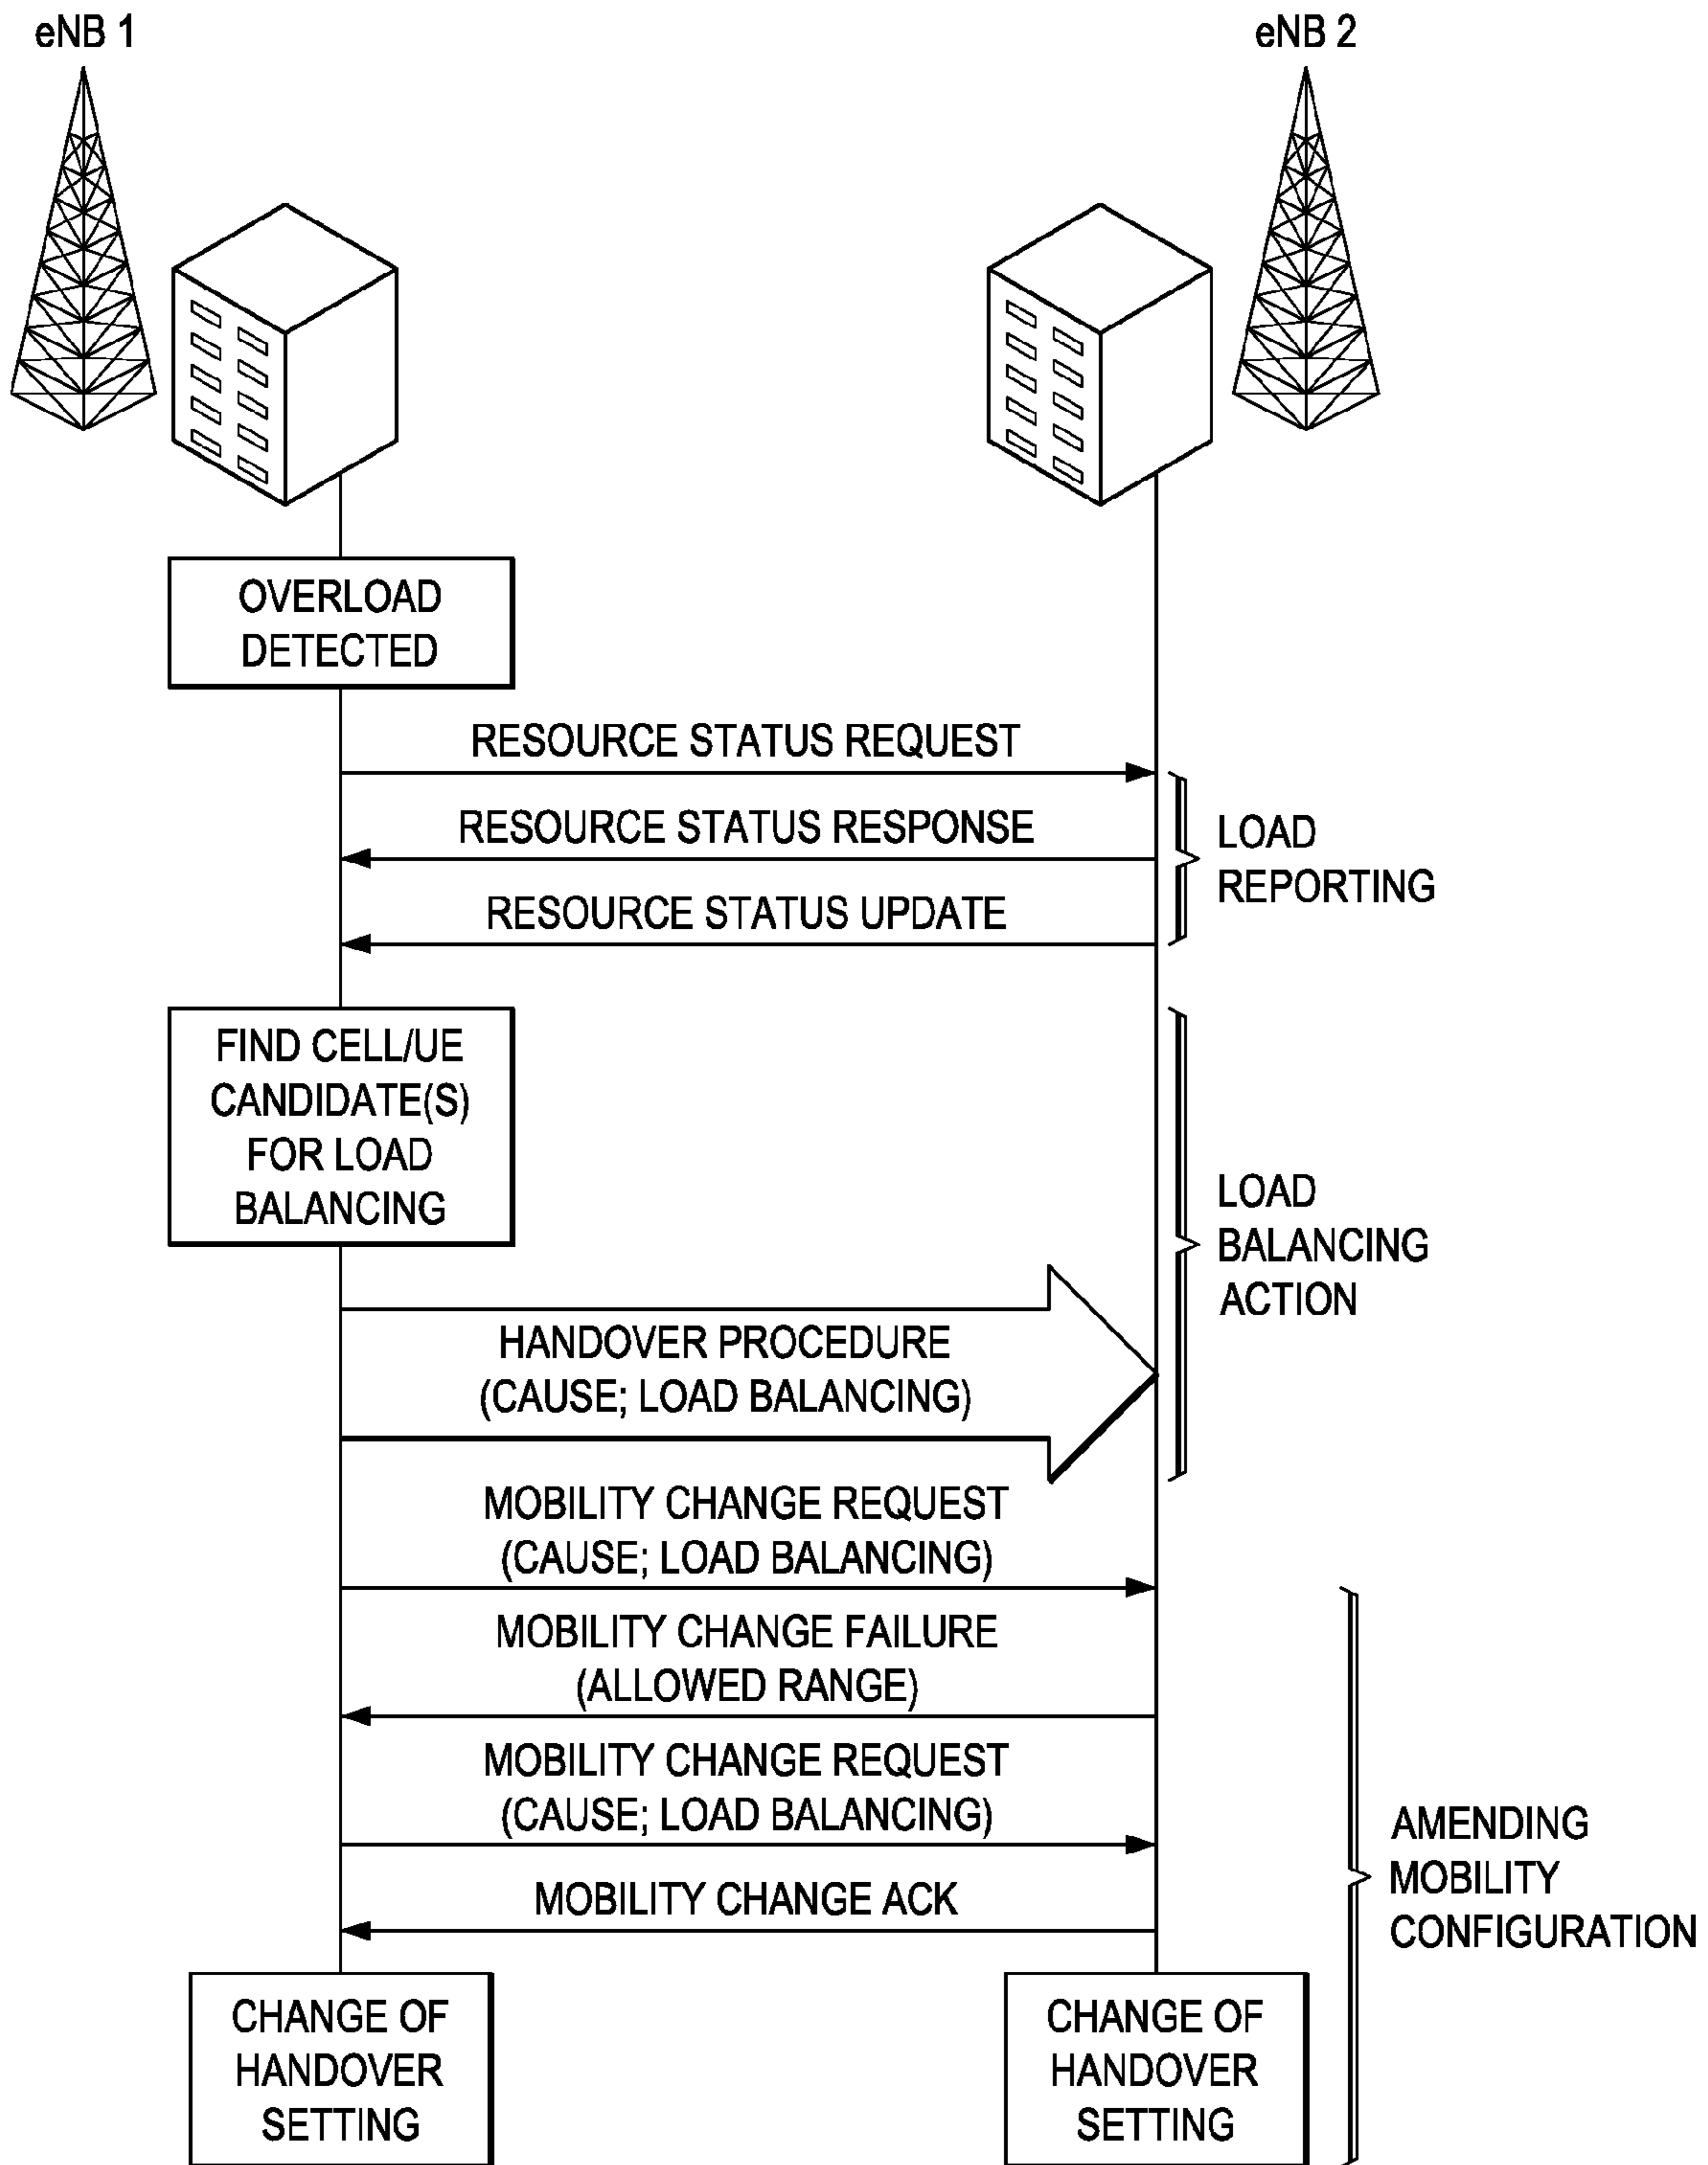 eNB 1
eNB 2
OVERLOAD
DETECTED
RESOURCE STATUS REQUEST
RESOURCE STATUS RESPONSE
RESOURCE STATUS UPDATE
LOAD
REPORTING
FIND CELL/UE
CANDIDATE(S)
FOR LOAD
BALANCING
LOAD
BALANCING
ACTION
HANDOVER PROCEDURE
(CAUSE; LOAD BALANCING)
MOBILITY CHANGE REQUEST
(CAUSE; LOAD BALANCING)
MOBILITY CHANGE FAILURE
(ALLOWED RANGE)
MOBILITY CHANGE REQUEST
(CAUSE; LOAD BALANCING)
MOBILITY CHANGE ACK
AMENDING
MOBILITY
CONFIGURATION
CHANGE OF
HANDOVER
SETTING
CHANGE OF
HANDOVER
SETTING